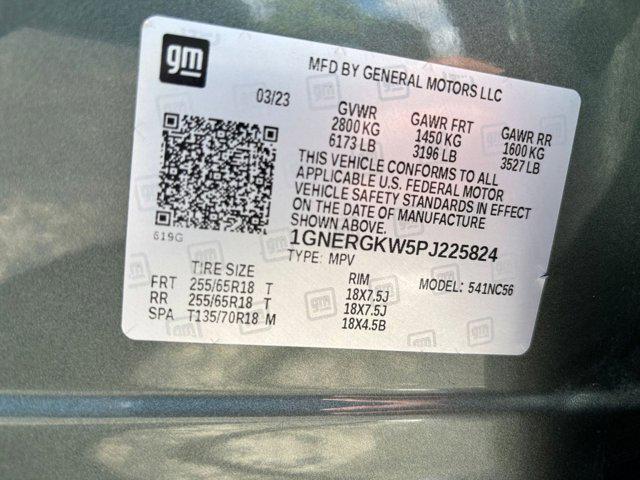 gm
MFD BY GENERAL MOTORS LLC
03/23
GVWR GAWR FRT GAWR RR
2800 KG 1450 KG 1600 KG
6173 LB 3196 LB 3527 LB
THIS VEHICLE CONFORMS TO ALL
APPLICABLE U.S. FEDERAL MOTOR
VEHICLE SAFETY STANDARDS IN EFFECT
ON THE DATE OF MANUFACTURE
SHOWN ABOVE.
619G
1GNERGKW5PJ225824
TYPE: MPV
TIRE SIZE RIM MODEL: 541NC56
FRT 255/65R18 T 18X7.5J
RR 255/65R18 T 18X7.5J
SPA T135/70R18 M 18X4.5B